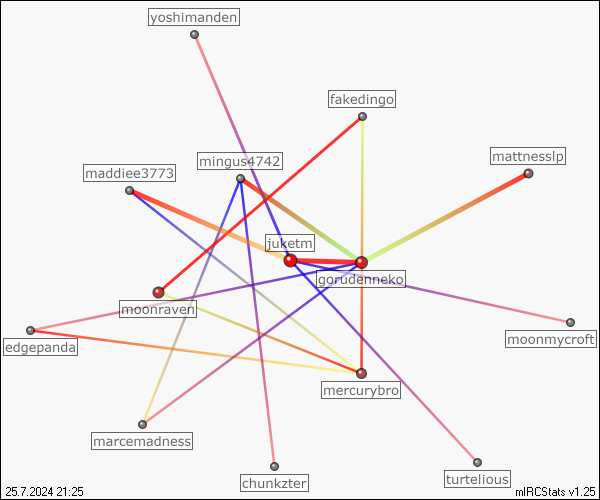 yoshimanden
fakedingo
mattnesslp
mingus4742
maddiee3773
juketm
gorudenneko
moonraven
moonmycroft
edgepanda
mercurybro
marcemadness
chunkzter
turtelious
25.7.2024 21:25
mIRCStats v1.25